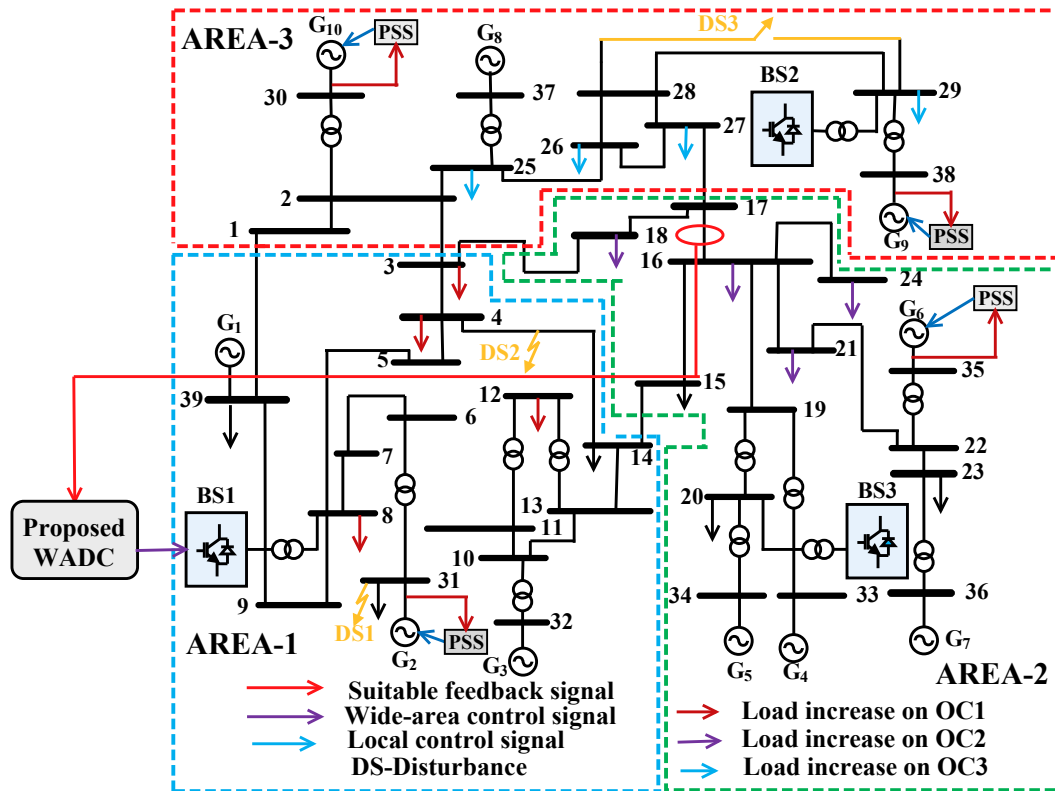 AREA-3
G10
PSS
G8
DS3
30
37
28
BS2
29
27
26
25
38
2
17
G9
PSS
1
18
16
3
24
G6
PSS
4
G1
DS2
5
21
35
15
39
12
19
6
14
22
7
23
13
20
BS3
BS1
8
11
Proposed
WADC
10
31
34
33
36
9
32
DS1
AREA-1
PSS
G2
G3
G5
G4
G7
AREA-2
Suitable feedback signal
Wide-area control signal
Local control signal
DS-Disturbance
Load increase on OC1
Load increase on OC2
Load increase on OC3